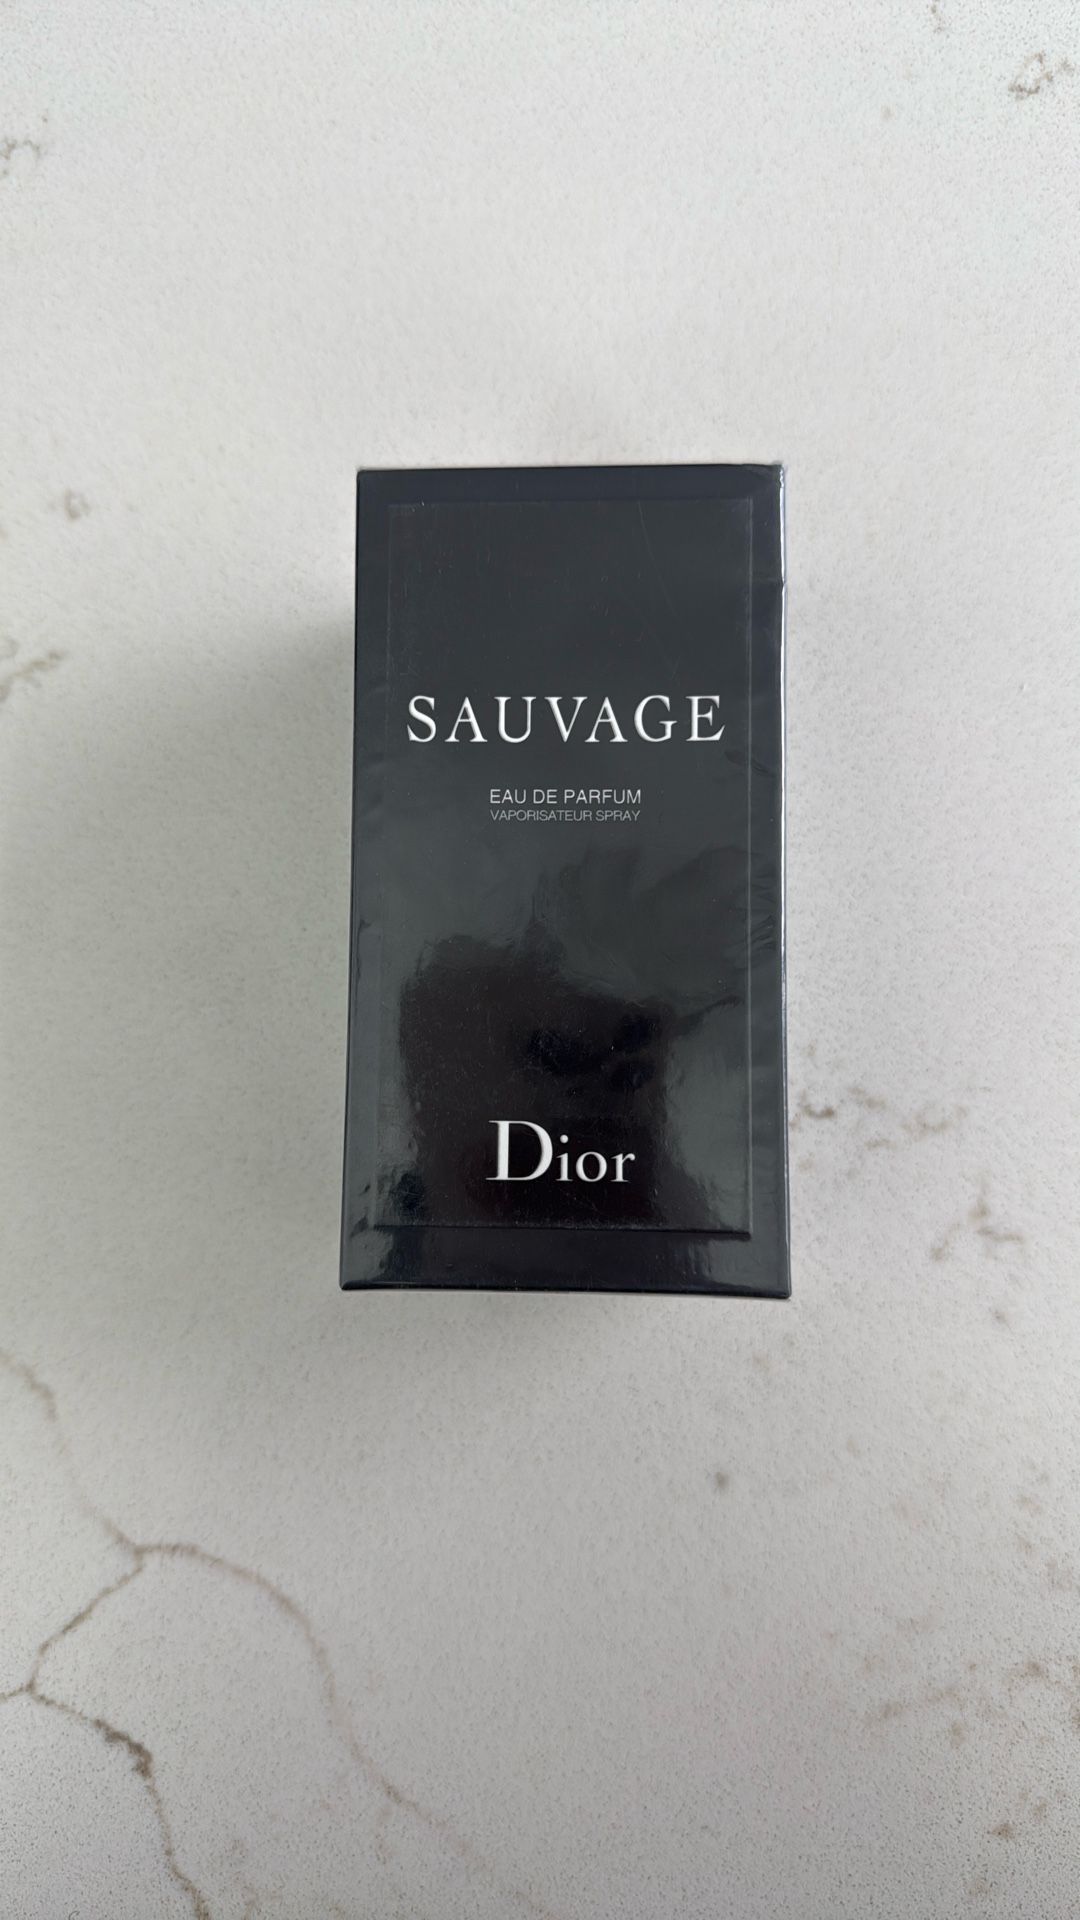 SAUVAGE
EAU DE PARFUM
VAPORISATEUR SPRAY
Dior